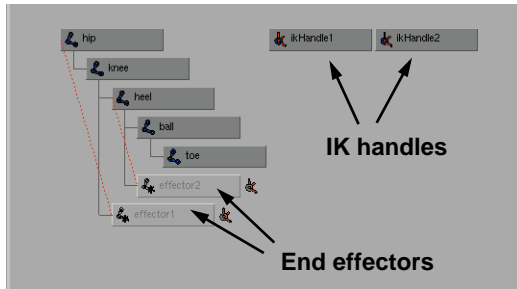 hip
ikHandle1
ikHandle2
knee
heel
ball
IK handles
toe
effector2
effector1
End effectors